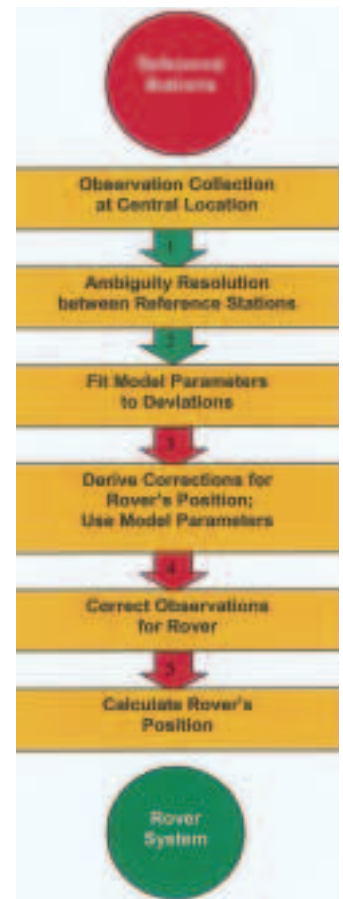 Reference
Stations
Observation Collection
at Central Location
1
Ambiguity Resolution
between Reference Stations
2
Fit Model Parameters
to Deviations
3
Derive Corrections for
Rover's Position;
Use Model Parameters
4
Correct Observations
for Rover
5
Calculate Rover's
Position
Rover
System